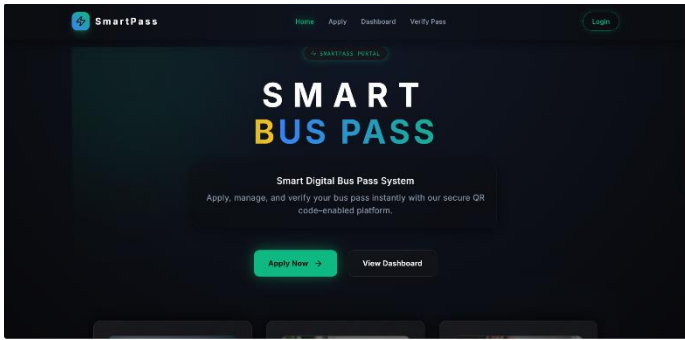 SmartPass
Home Apply Dashboard Verify Pass
Login
SMARTPASS PORTAL
SMART
BUS PASS
Smart Digital Bus Pass System
Apply, manage, and verify your bus pass instantly with our secure QR
code-enabled platform.
Apply Now → View Dashboard